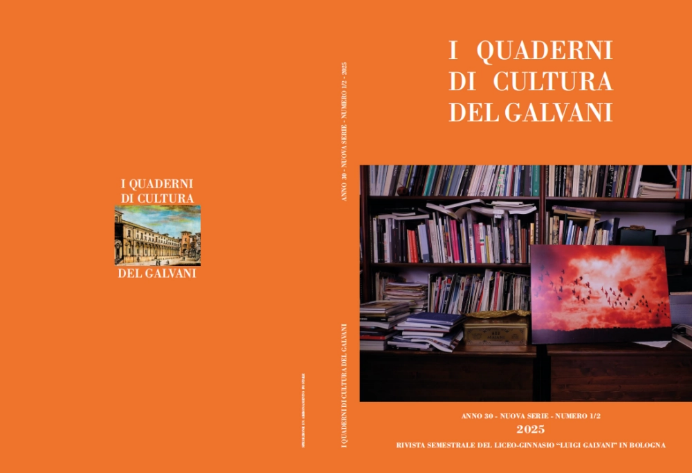 I QUADERNI
DI CULTURA
DEL GALVANI
ANNO 30 - NUOVA SERIE - NUMERO 1/2 - 2025
I QUADERNI DI CULTURA DEL GALVANI
I QUADERNI
DI CULTURA
DEL GALVANI
ANNO 30 - NUOVA SERIE - NUMERO 1/2
2025
RIVISTA SEMESTRALE DEL LICEO-GINNASIO “LUIGI GALVANI” IN BOLOGNA